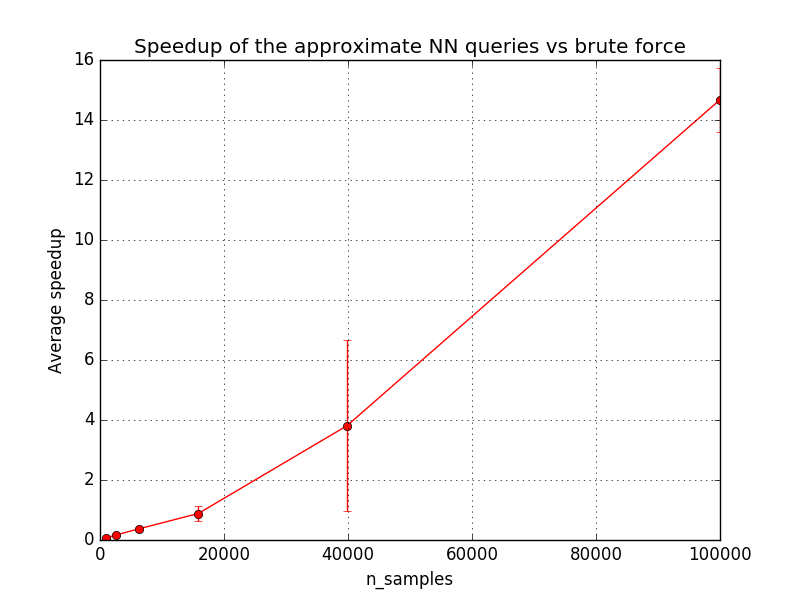 Speedup of the approximate NN queries vs brute force
16
14
12
10
8
6
4
2
0
Average speedup
0 20000 40000 60000 80000 100000
n_samples